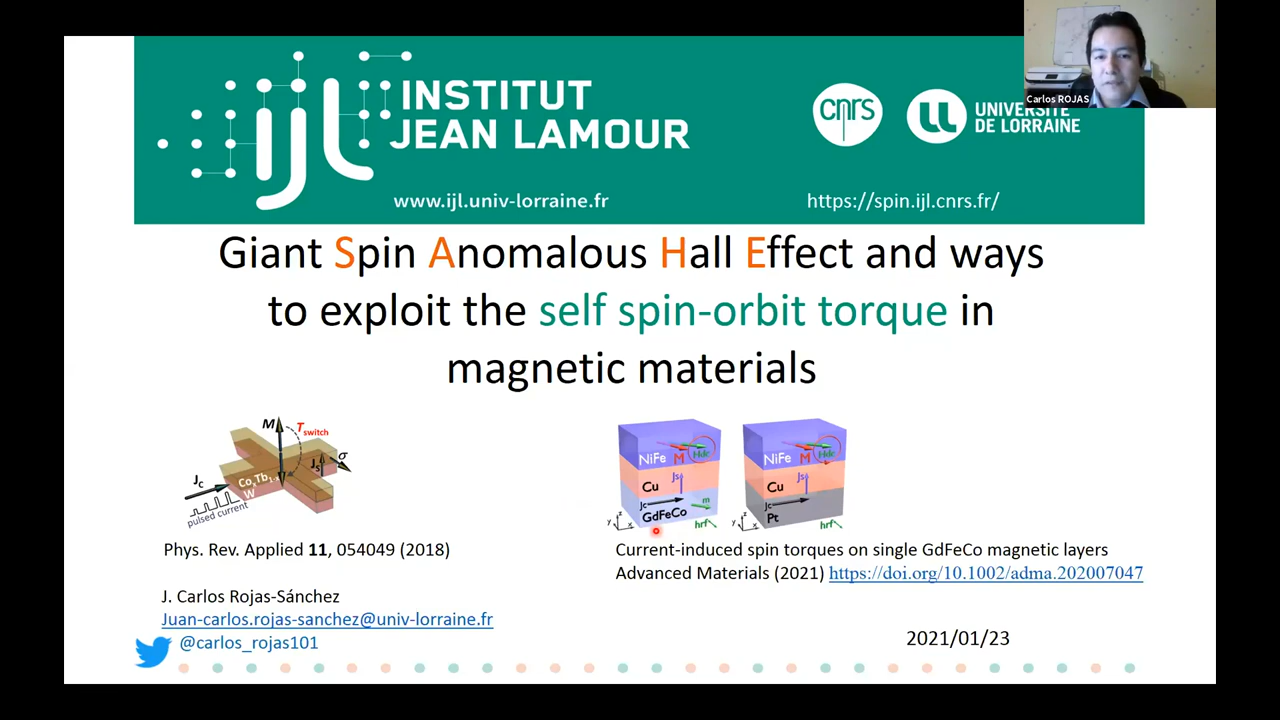 Carlos ROJAS
ijl INSTITUT
JEAN LAMOUR
cnrs
UNIVERSITÉ
DE LORRAINE
www.ijl.univ-lorraine.fr
https://spin.ijl.cnrs.fr/
Giant Spin Anomalous Hall Effect and ways
to exploit the self spin-orbit torque in
magnetic materials
M
Tswitch
Jc
Js
σ
CoxTb1-x
W
pulsed current
NiFe M Hdc
Cu Js
Jc m
GdFeCo
y z x hrf
NiFe M Hdc
Cu Js
Jc
Pt
y z x hrf
Phys. Rev. Applied 11, 054049 (2018)
Current-induced spin torques on single GdFeCo magnetic layers
Advanced Materials (2021) https://doi.org/10.1002/adma.202007047
J. Carlos Rojas-Sánchez
Juan-carlos.rojas-sanchez@univ-lorraine.fr
@carlos_rojas101
2021/01/23